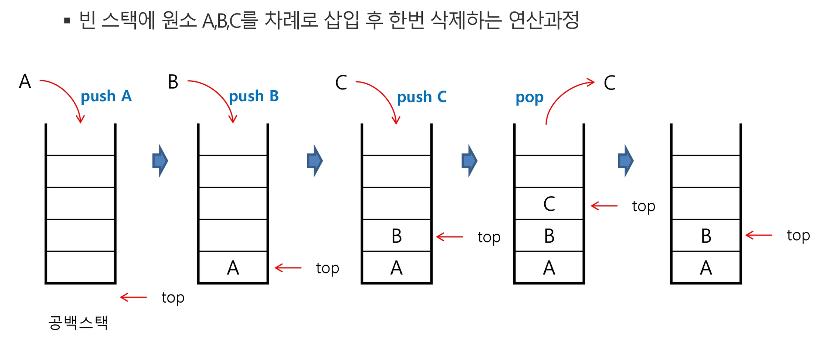 ▪ 빈 스택에 원소 A,B,C를 차례로 삽입 후 한번 삭제하는 연산과정
A push A B push B C push C pop C
C ← top
B ← top B B ← top
A ← top A A A
← top
공백스택